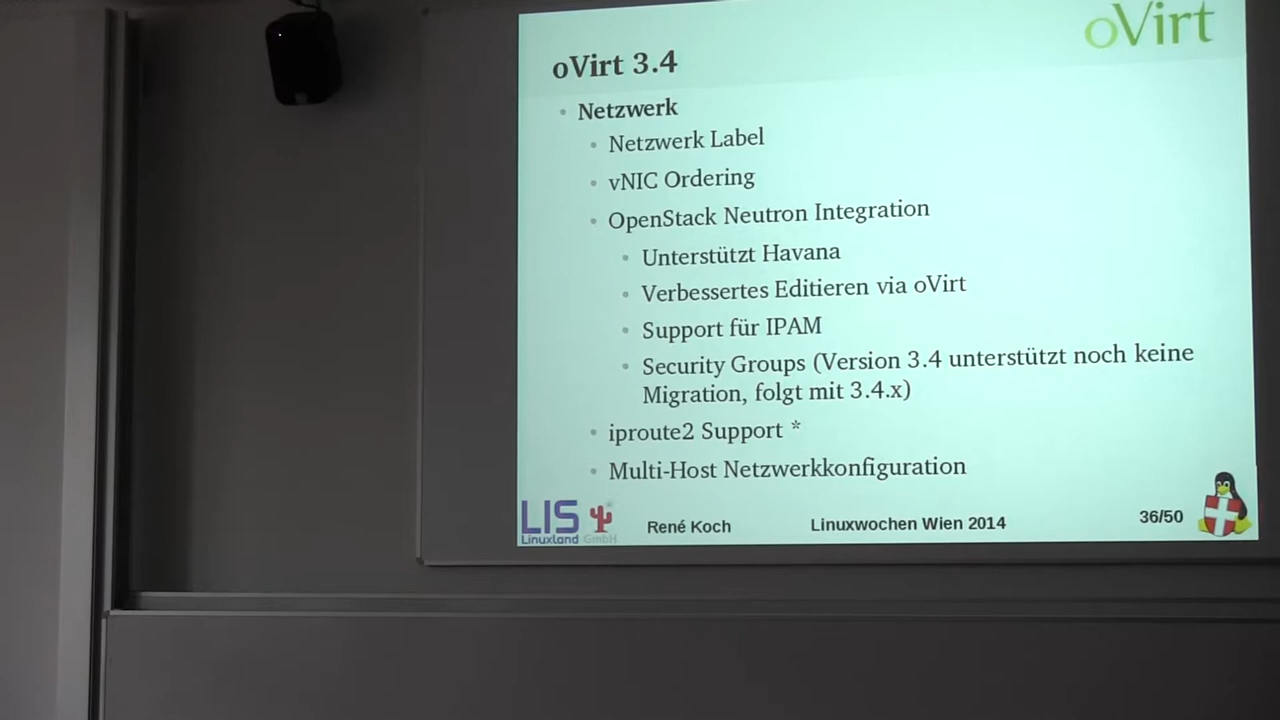 oVirt
oVirt 3.4
Netzwerk
Netzwerk Label
vNIC Ordering
OpenStack Neutron Integration
Unterstützt Havana
Verbessertes Editieren via oVirt
Support für IPAM
Security Groups (Version 3.4 unterstützt noch keine
Migration, folgt mit 3.4.x)
iproute2 Support *
Multi-Host Netzwerkkonfiguration
LIS
Linuxland GmbH
René Koch
Linuxwochen Wien 2014
36/50